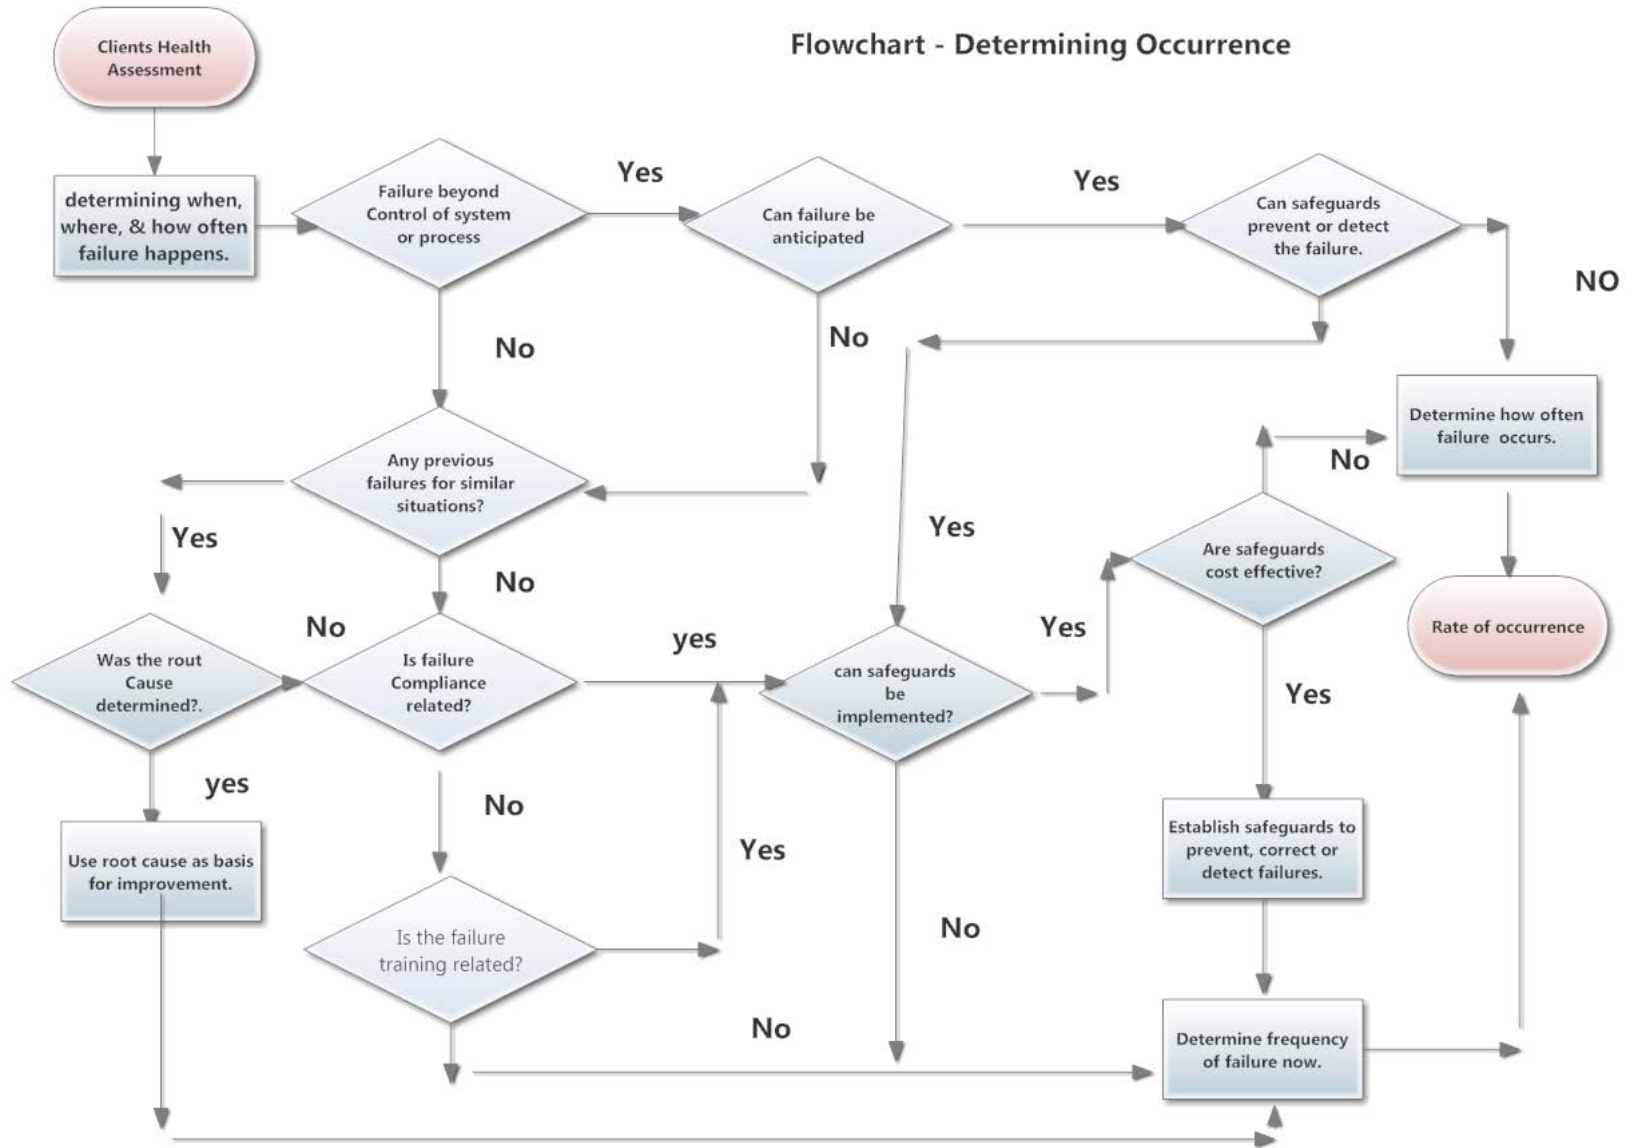 Flowchart - Determining Occurrence
Clients Health
Assessment
determining when,
where, & how often
failure happens.
Failure beyond
Control of system
or process
Yes
Can failure be
anticipated
Yes
Can safeguards
prevent or detect
the failure.
NO
No
No
Determine how often
failure occurs.
No
Any previous
failures for similar
situations?
Yes
Yes
Are safeguards
cost effective?
No
Rate of occurrence
No
yes
Yes
Was the rout
Cause
determined?.
Is failure
Compliance
related?
can safeguards
be
implemented?
Yes
yes
No
Yes
Establish safeguards to
prevent, correct or
detect failures.
Use root cause as basis
for improvement.
Is the failure
training related?
No
No
Determine frequency
of failure now.